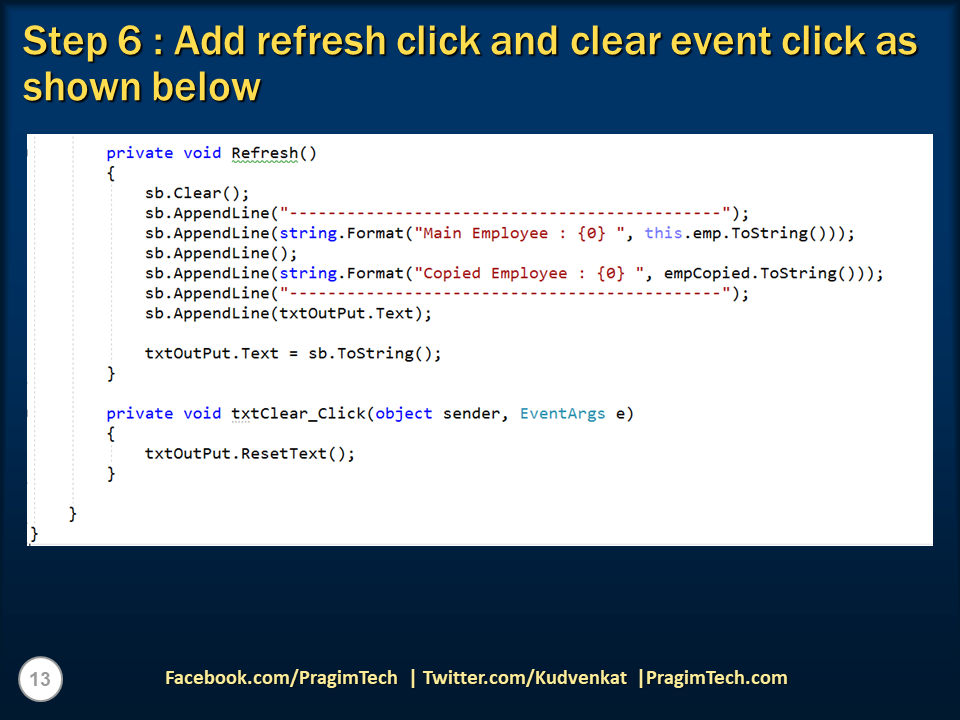 Step 6 : Add refresh click and clear event click as
shown below
private void Refresh()
{
sb.Clear();
sb.AppendLine("---------------------------------------------");
sb.AppendLine(string.Format("Main Employee : {0} ", this.emp.ToString()));
sb.AppendLine();
sb.AppendLine(string.Format("Copied Employee : {0} ", empCopied.ToString()));
sb.AppendLine("---------------------------------------------");
sb.AppendLine(txtOutPut.Text);
txtOutPut.Text = sb.ToString();
}
private void txtClear_Click(object sender, EventArgs e)
{
txtOutPut.ResetText();
}
}
}
13
Facebook.com/PragimTech | Twitter.com/Kudvenkat |PragimTech.com